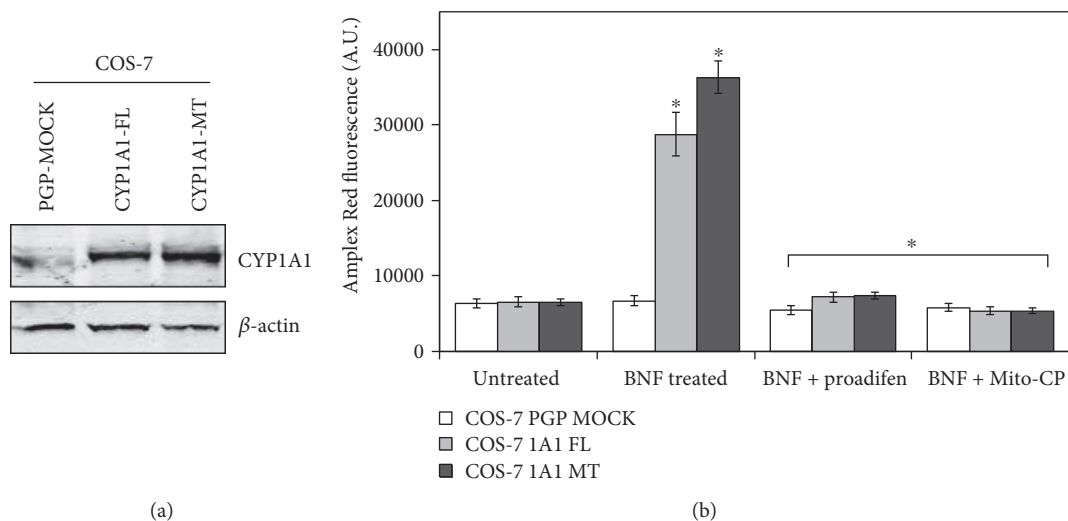 COS-7
PGP-MOCK
CYP1A1-FL
CYP1A1-MT
CYP1A1
β-actin
(a)
Amplex Red fluorescence (A.U.)
40000
30000
20000
10000
0
*
*
*
Untreated
BNF treated
BNF + proadifen
BNF + Mito-CP
COS-7 PGP MOCK
COS-7 1A1 FL
COS-7 1A1 MT
(b)